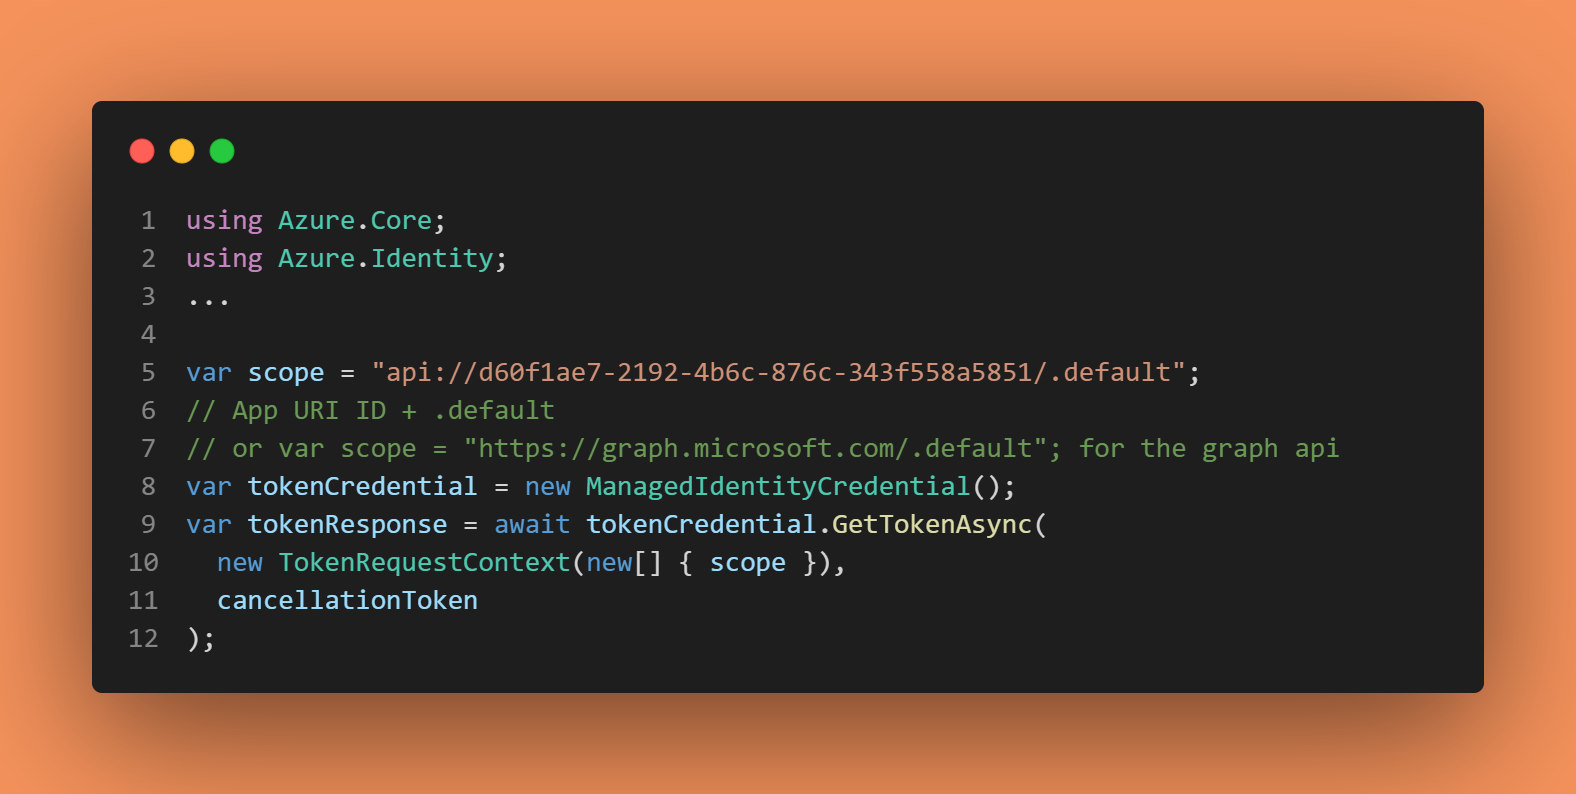 1 using Azure.Core;
2 using Azure.Identity;
3 ...
4
5 var scope = "api://d60f1ae7-2192-4b6c-876c-343f558a5851/.default";
6 // App URI ID + .default
7 // or var scope = "https://graph.microsoft.com/.default"; for the graph api
8 var tokenCredential = new ManagedIdentityCredential();
9 var tokenResponse = await tokenCredential.GetTokenAsync(
10   new TokenRequestContext(new[] { scope }),
11   cancellationToken
12 );